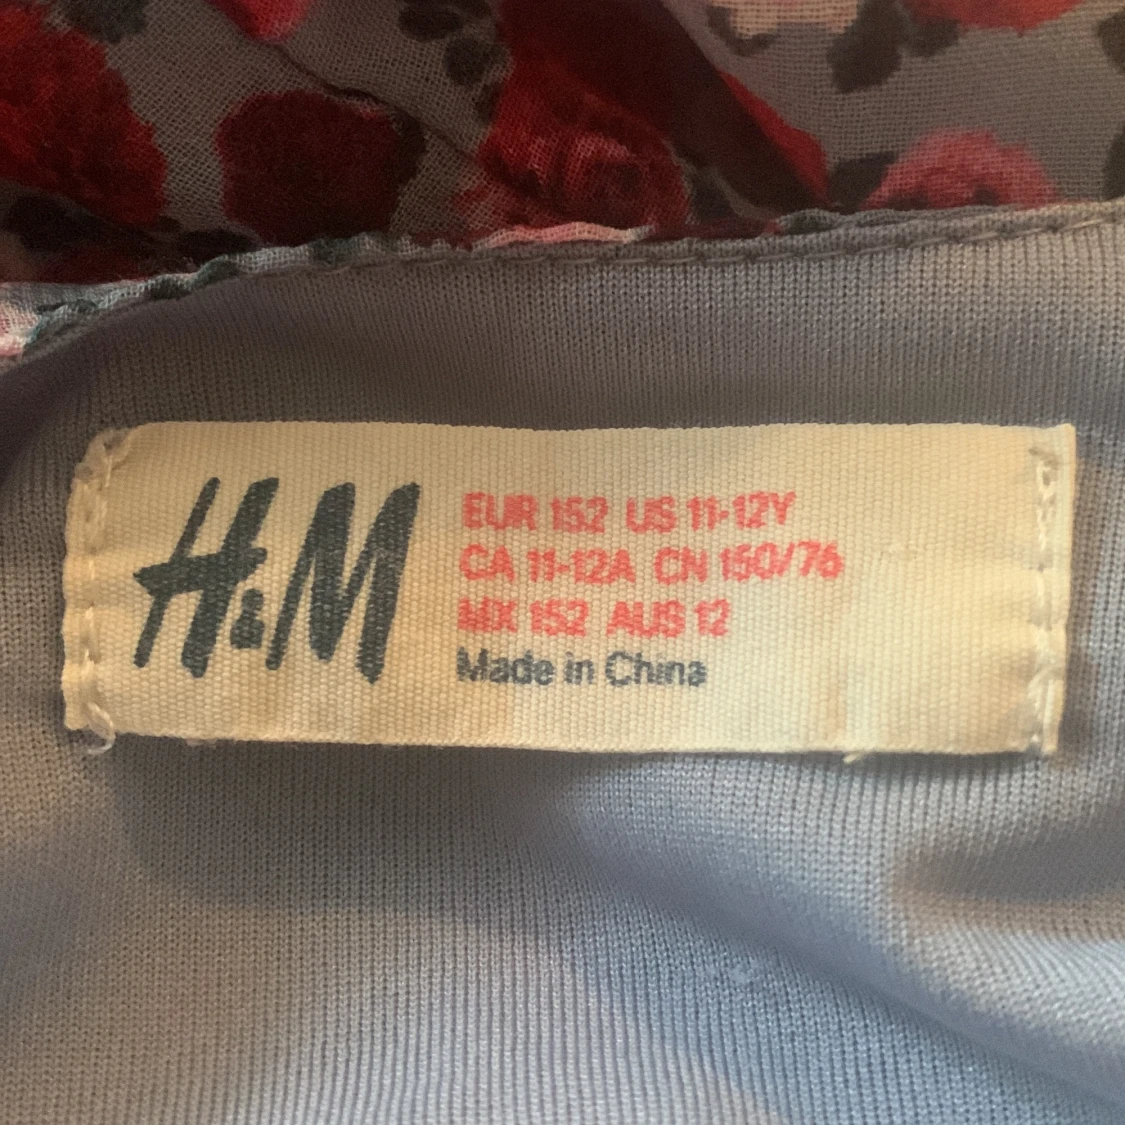 H&M
EUR 152 US 11-12Y
CA 11-12A CN 150/76
MX 152 AUS 12
Made in China